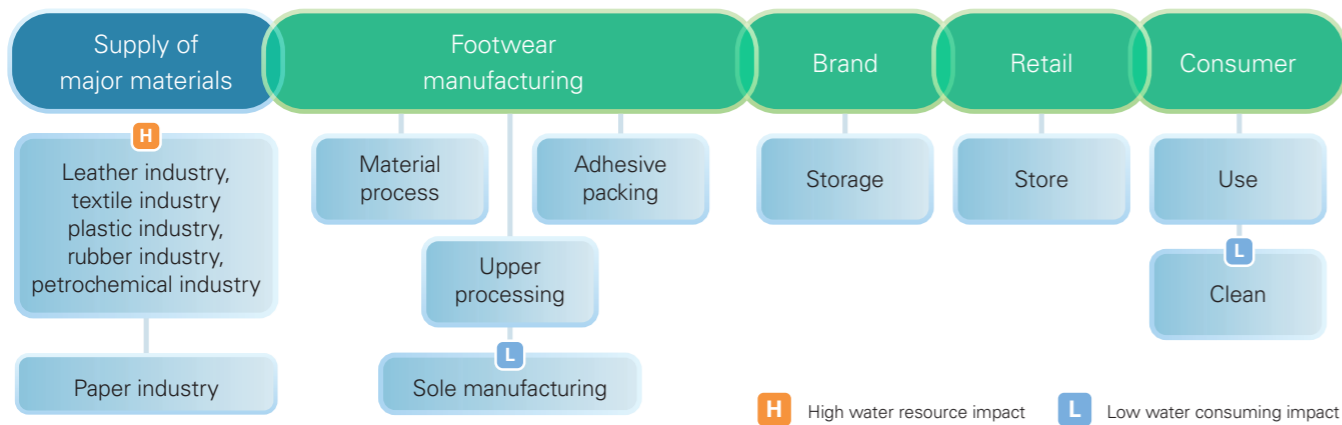 Supply of
major materials
Footwear
manufacturing
Brand
Retail
Consumer
H
Leather industry,
textile industry
plastic industry,
rubber industry,
petrochemical industry
Paper industry
Material
process
Adhesive
packing
Upper
processing
L
Sole manufacturing
Storage
Store
Use
L
Clean
H High water resource impact
L Low water consuming impact